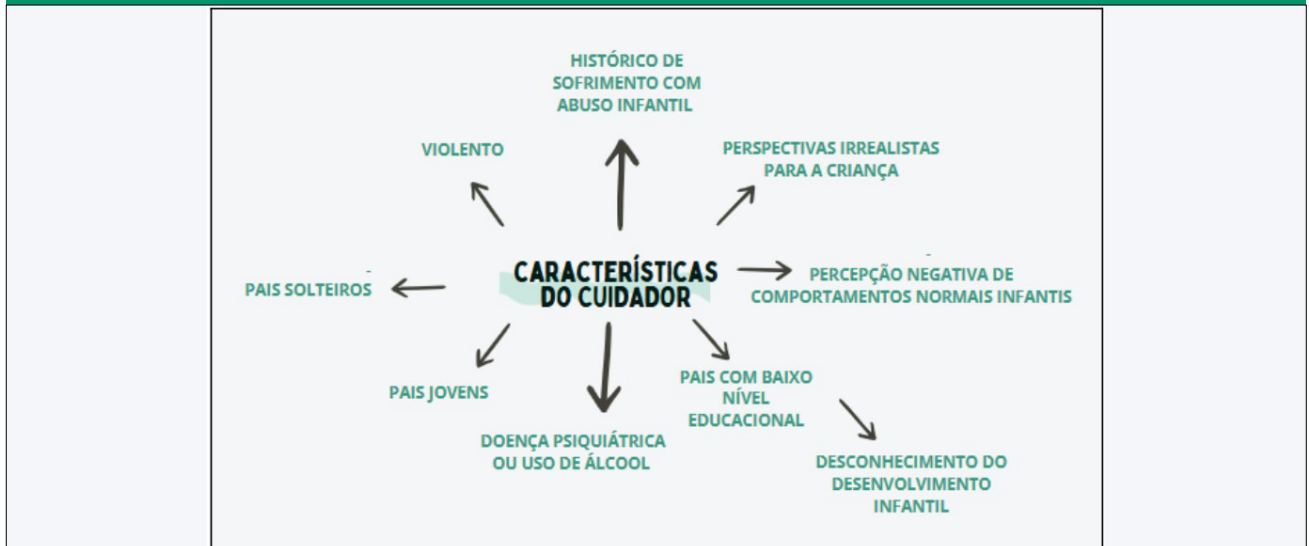 HISTÓRICO DE
SOFRIMENTO COM
ABUSO INFANTIL
VIOLENTO
PERSPECTIVAS IRREALISTAS
PARA A CRIANÇA
CARACTERÍSTICAS
DO CUIDADOR
PERCEPÇÃO NEGATIVA DE
COMPORTAMENTOS NORMAIS INFANTIS
PAIS SOLTEIROS
PAIS JOVENS
PAIS COM BAIXO
NÍVEL
EDUCACIONAL
DOENÇA PSIQUIÁTRICA
OU USO DE ÁLCOOL
DESCONHECIMENTO DO
DESENVOLVIMENTO
INFANTIL